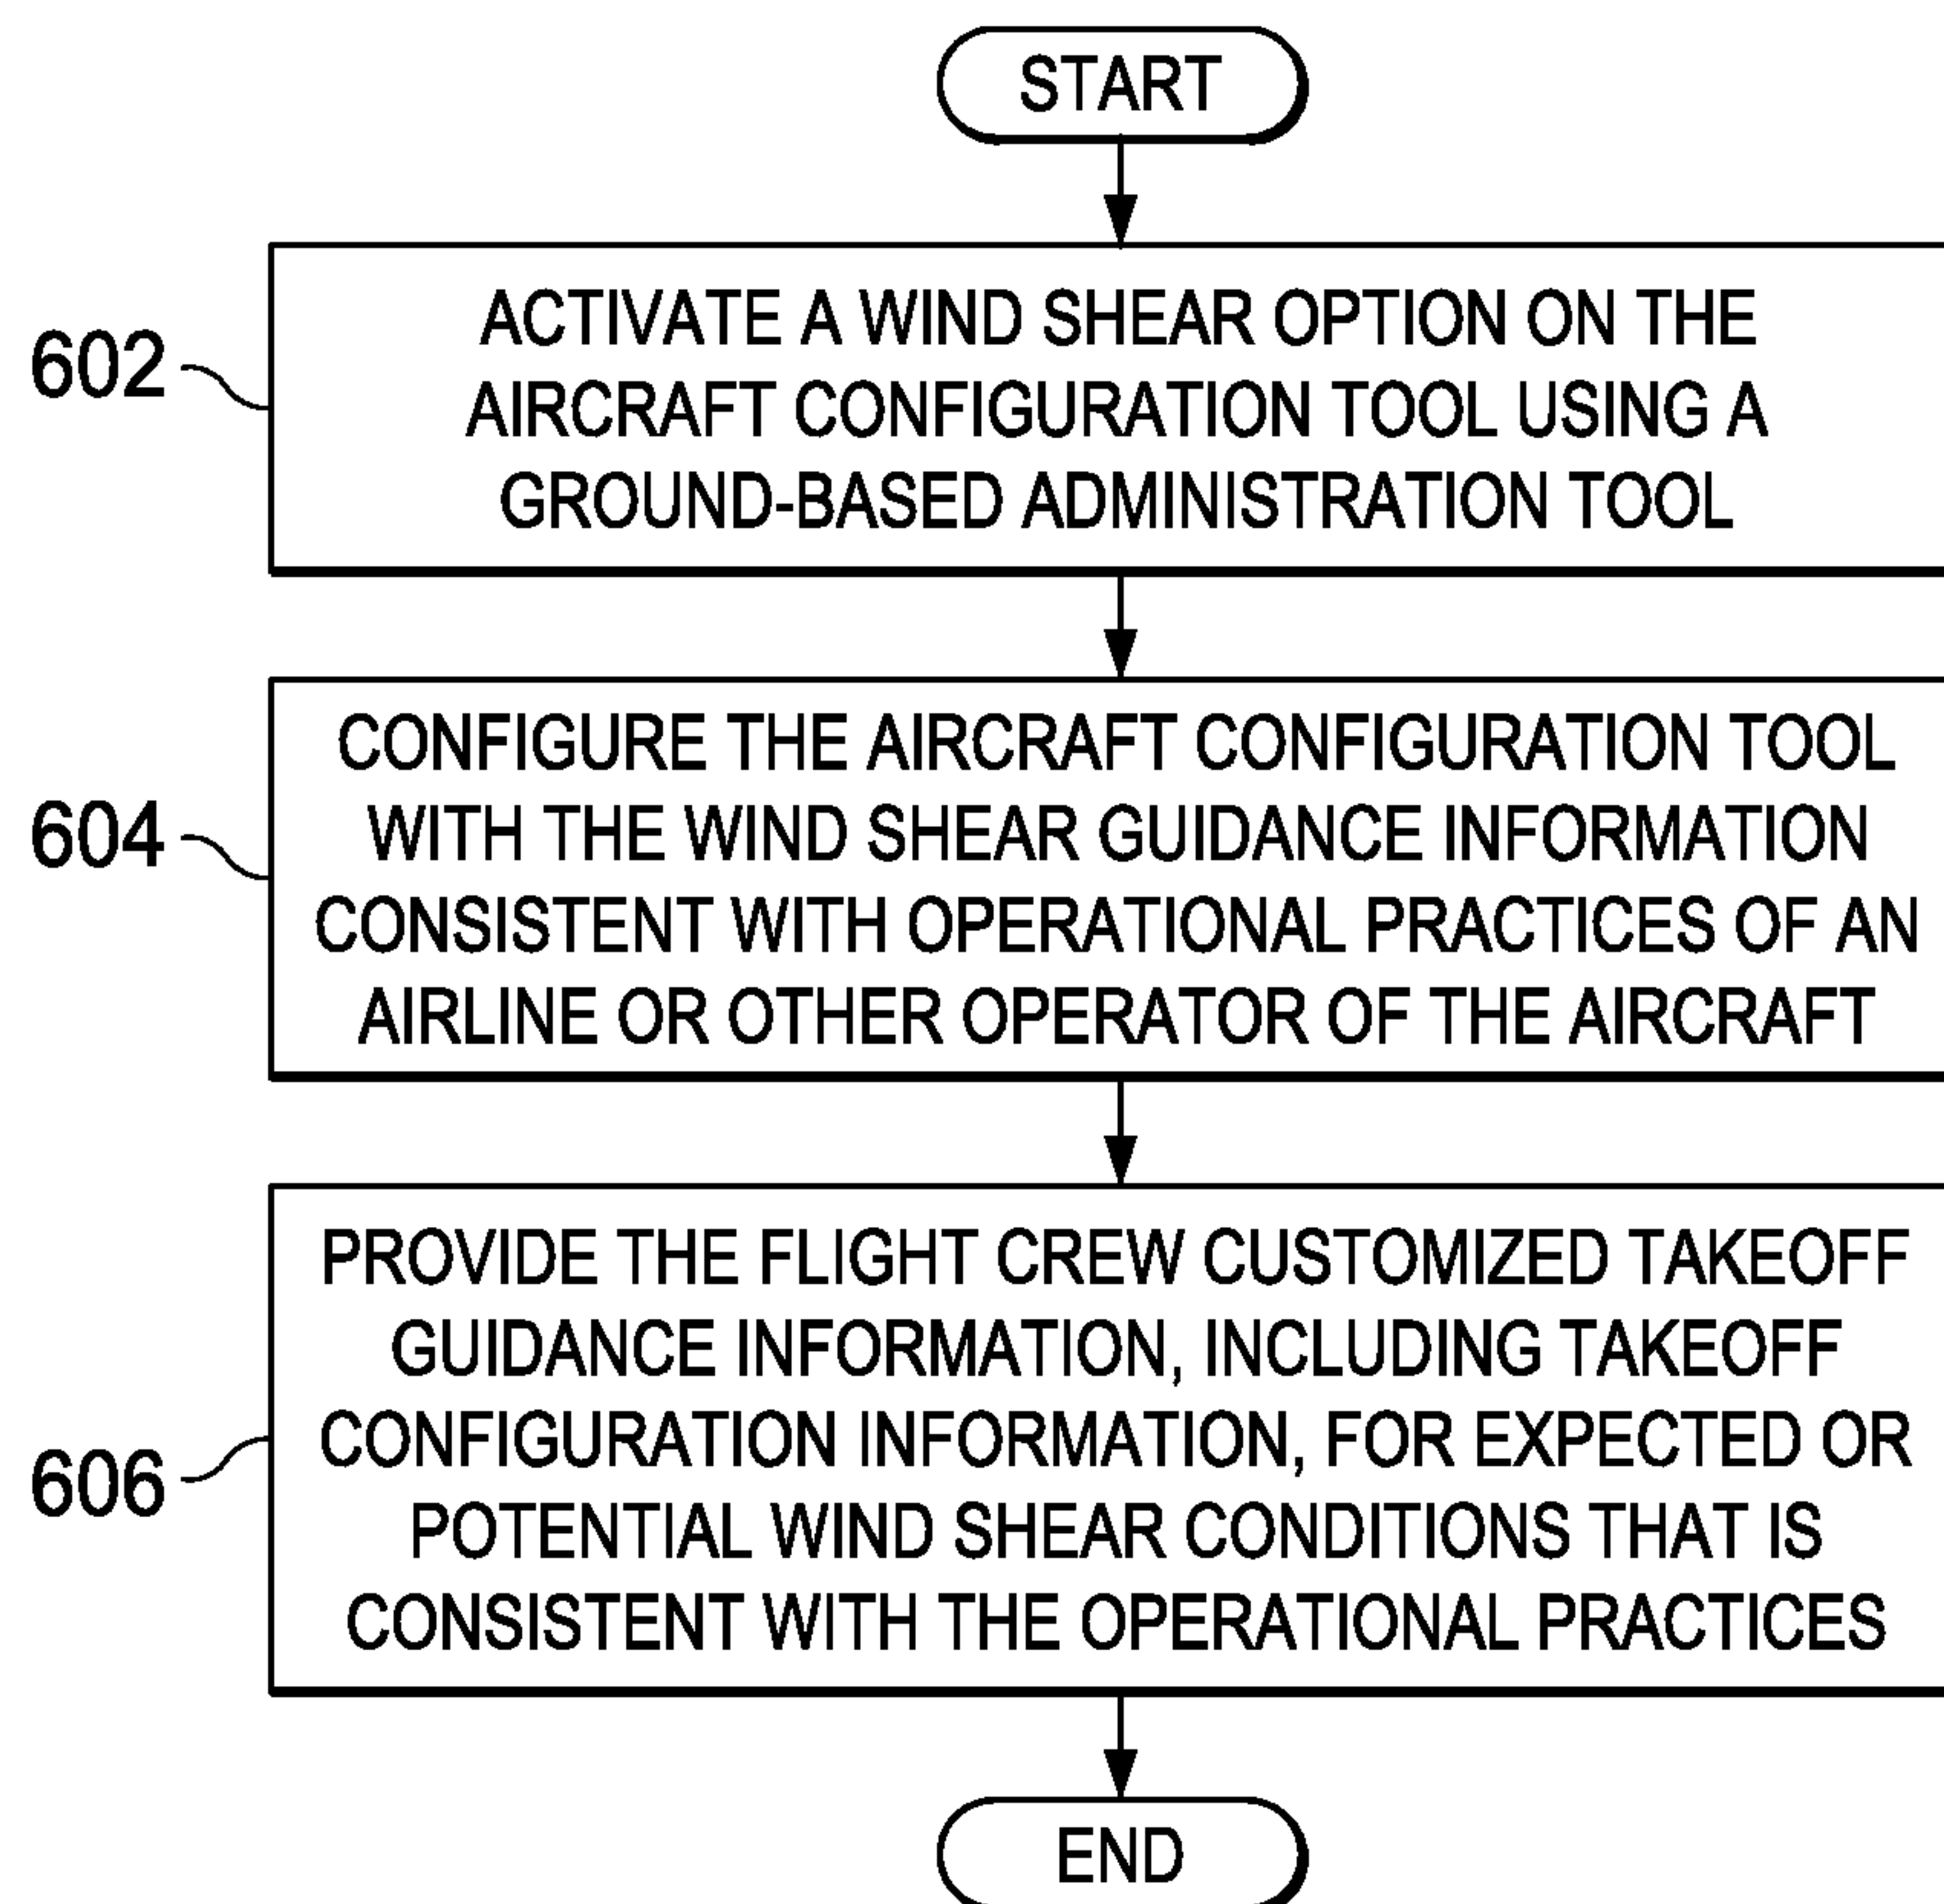 START
602
ACTIVATE A WIND SHEAR OPTION ON THE
AIRCRAFT CONFIGURATION TOOL USING A
GROUND-BASED ADMINISTRATION TOOL
604
CONFIGURE THE AIRCRAFT CONFIGURATION TOOL
WITH THE WIND SHEAR GUIDANCE INFORMATION
CONSISTENT WITH OPERATIONAL PRACTICES OF AN
AIRLINE OR OTHER OPERATOR OF THE AIRCRAFT
606
PROVIDE THE FLIGHT CREW CUSTOMIZED TAKEOFF
GUIDANCE INFORMATION, INCLUDING TAKEOFF
CONFIGURATION INFORMATION, FOR EXPECTED OR
POTENTIAL WIND SHEAR CONDITIONS THAT IS
CONSISTENT WITH THE OPERATIONAL PRACTICES
END